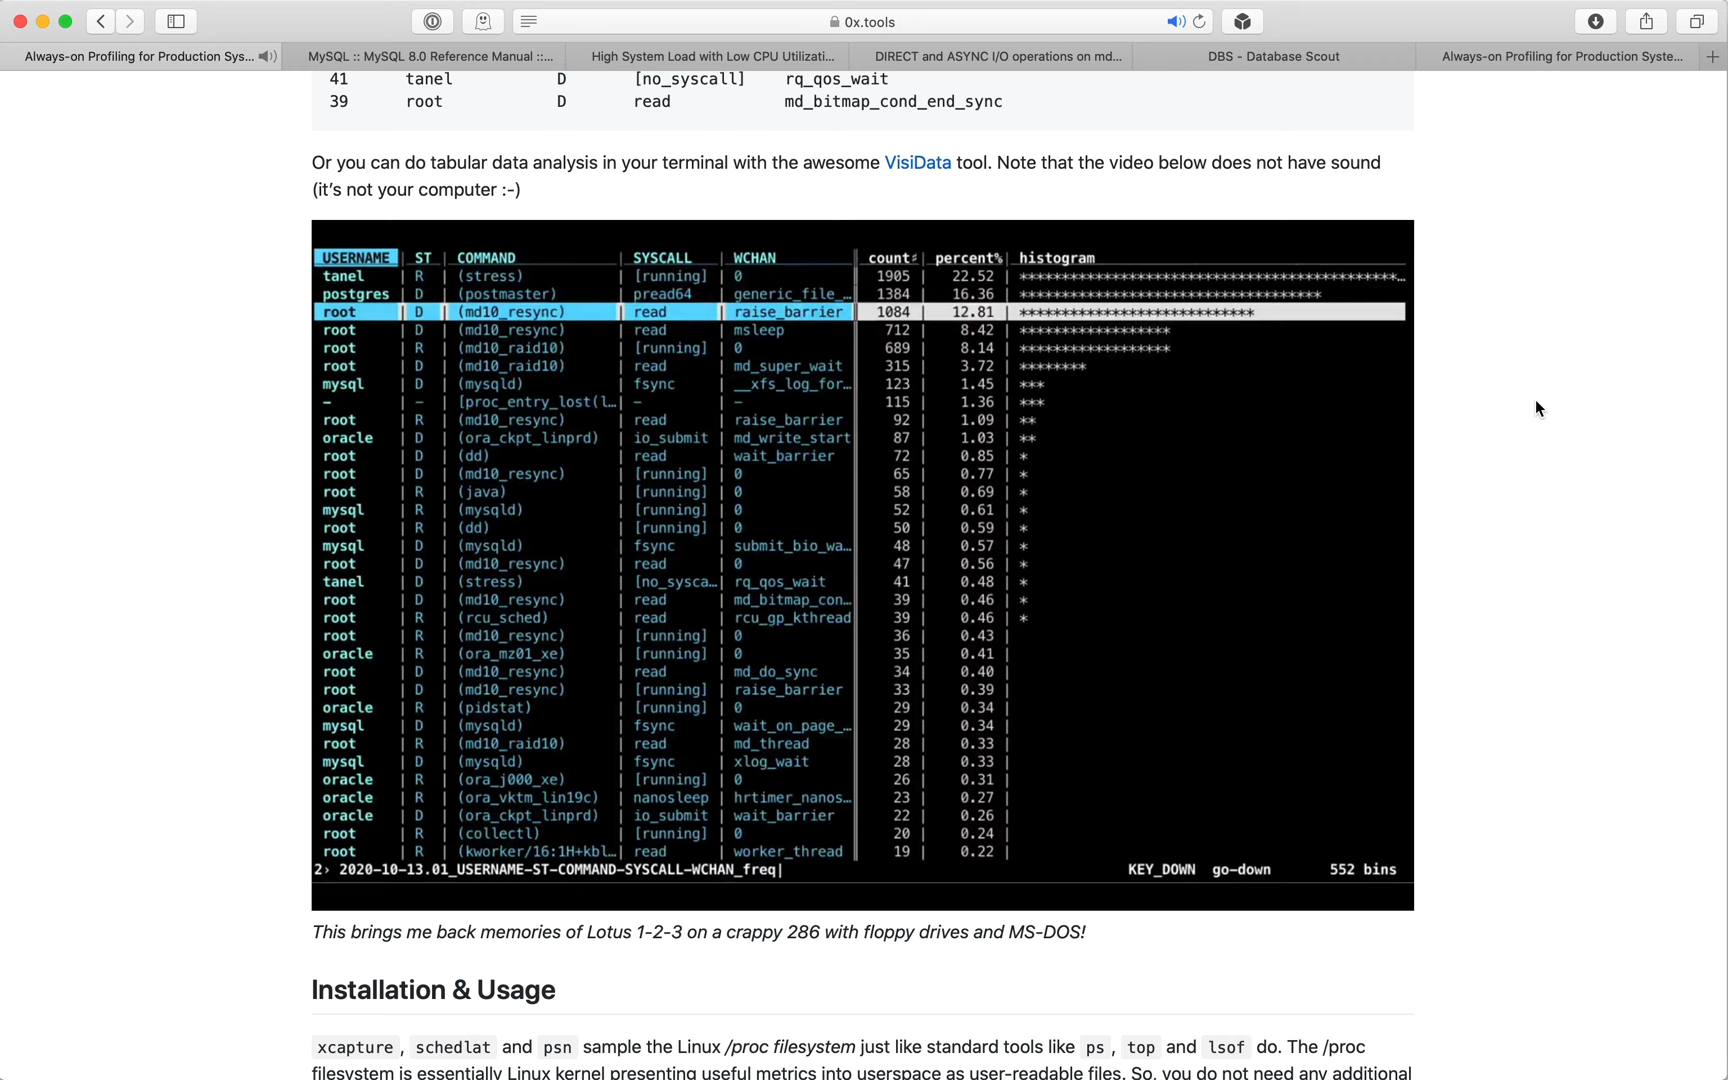 0x.tools
Always-on Profiling for Production Sys...
MySQL :: MySQL 8.0 Reference Manual ::...
High System Load with Low CPU Utilizati...
DIRECT and ASYNC I/O operations on md...
DBS - Database Scout
Always-on Profiling for Production Syste...
41 tanel D [no_syscall] rq_qos_wait
39 root D read md_bitmap_cond_end_sync
Or you can do tabular data analysis in your terminal with the awesome VisiData tool. Note that the video below does not have sound
(it’s not your computer :-)
USERNAME | ST | COMMAND | SYSCALL | WCHAN ‖ count♯ | percent% | histogram
tanel | R | (stress) | [running] | 0 ‖ 1905 | 22.52 | **********************************************…
postgres | D | (postmaster) | pread64 | generic_file_… ‖ 1384 | 16.36 | *************************************
root | D | (md10_resync) | read | raise_barrier ‖ 1084 | 12.81 | *****************************
root | D | (md10_resync) | read | msleep ‖ 712 | 8.42 | *******************
root | R | (md10_raid10) | [running] | 0 ‖ 689 | 8.14 | *******************
root | D | (md10_raid10) | read | md_super_wait ‖ 315 | 3.72 | ********
mysql | D | (mysqld) | fsync | __xfs_log_for… ‖ 123 | 1.45 | ***
– | – | [proc_entry_lost(l… | – | – ‖ 115 | 1.36 | ***
root | R | (md10_resync) | read | raise_barrier ‖ 92 | 1.09 | **
oracle | D | (ora_ckpt_linprd) | io_submit | md_write_start ‖ 87 | 1.03 | **
root | D | (dd) | read | wait_barrier ‖ 72 | 0.85 | *
root | D | (md10_resync) | [running] | 0 ‖ 65 | 0.77 | *
root | R | (java) | [running] | 0 ‖ 58 | 0.69 | *
mysql | R | (mysqld) | [running] | 0 ‖ 52 | 0.61 | *
root | R | (dd) | [running] | 0 ‖ 50 | 0.59 | *
mysql | D | (mysqld) | fsync | submit_bio_wa… ‖ 48 | 0.57 | *
root | D | (md10_resync) | read | 0 ‖ 47 | 0.56 | *
tanel | D | (stress) | [no_sysca… | rq_qos_wait ‖ 41 | 0.48 | *
root | D | (md10_resync) | read | md_bitmap_con… ‖ 39 | 0.46 | *
root | R | (rcu_sched) | read | rcu_gp_kthread ‖ 39 | 0.46 | *
root | R | (md10_resync) | [running] | 0 ‖ 36 | 0.43 |
oracle | R | (ora_mz01_xe) | [running] | 0 ‖ 35 | 0.41 |
root | D | (md10_resync) | read | md_do_sync ‖ 34 | 0.40 |
root | D | (md10_resync) | [running] | raise_barrier ‖ 33 | 0.39 |
oracle | R | (pidstat) | [running] | 0 ‖ 29 | 0.34 |
mysql | D | (mysqld) | fsync | wait_on_page_… ‖ 29 | 0.34 |
root | R | (md10_raid10) | read | md_thread ‖ 28 | 0.33 |
mysql | D | (mysqld) | fsync | xlog_wait ‖ 28 | 0.33 |
oracle | R | (ora_j000_xe) | [running] | 0 ‖ 26 | 0.31 |
oracle | R | (ora_vktm_lin19c) | nanosleep | hrtimer_nanos… ‖ 23 | 0.27 |
oracle | D | (ora_ckpt_linprd) | io_submit | wait_barrier ‖ 22 | 0.26 |
root | R | (collectl) | [running] | 0 ‖ 20 | 0.24 |
root | R | (kworker/16:1H+kbl… | read | worker_thread ‖ 19 | 0.22 |
2› 2020-10-13.01_USERNAME-ST-COMMAND-SYSCALL-WCHAN_freq| KEY_DOWN go-down 552 bins
This brings me back memories of Lotus 1-2-3 on a crappy 286 with floppy drives and MS-DOS!
Installation & Usage
xcapture , schedlat and psn sample the Linux /proc filesystem just like standard tools like ps , top and lsof do. The /proc
filesystem is essentially Linux kernel presenting useful metrics into userspace as user-readable files. So, you do not need any additional